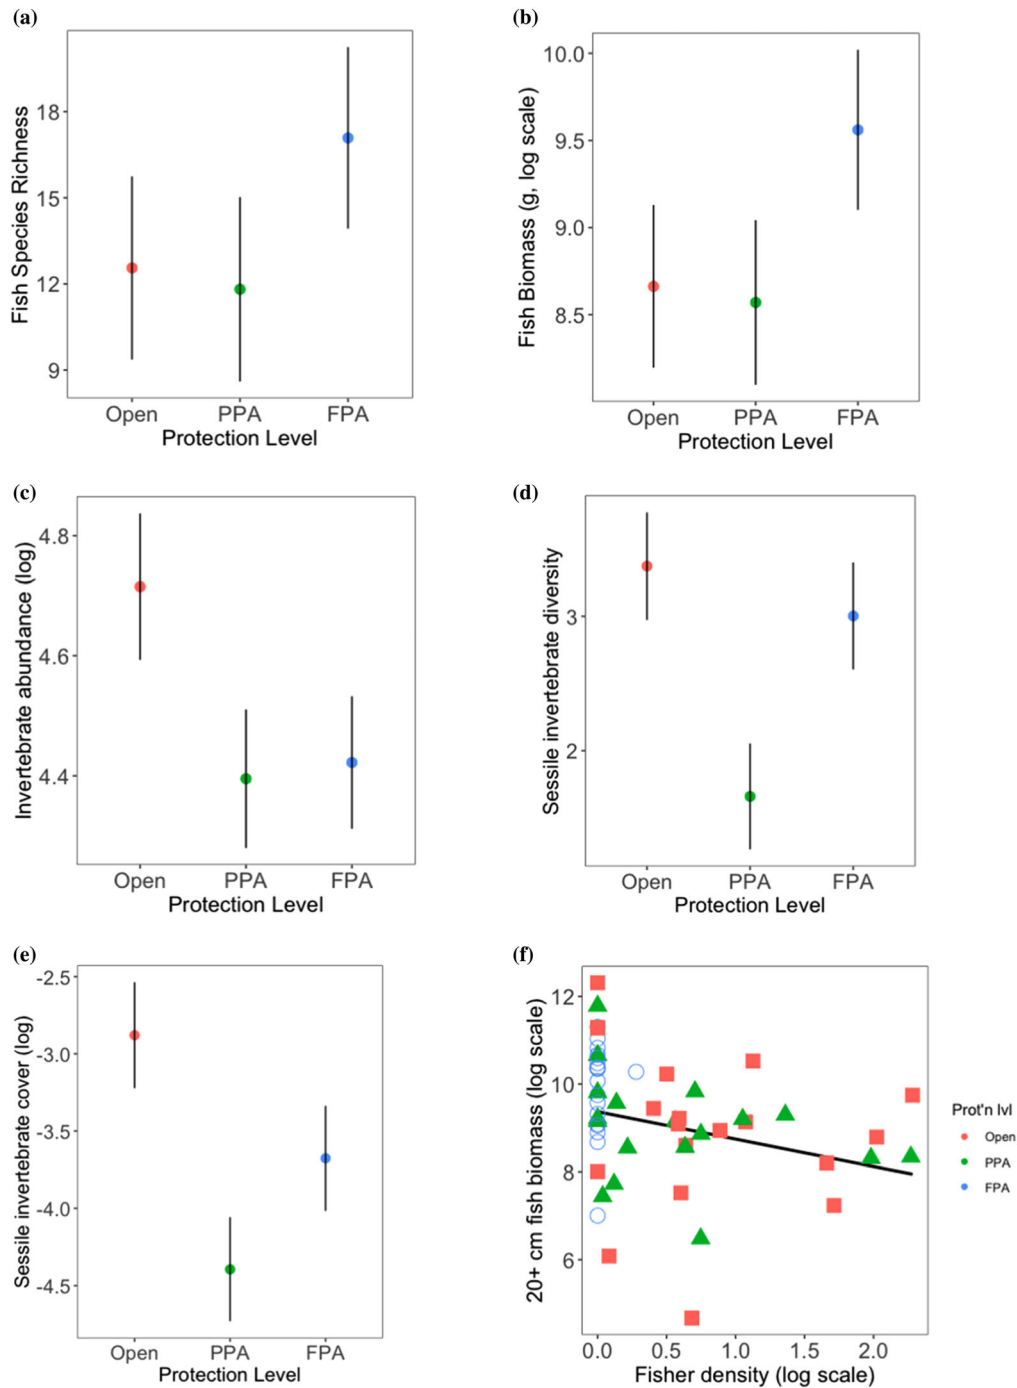 (a)
Fish Species Richness
18
15
12
9
Open PPA FPA
Protection Level
(b)
Fish Biomass (g, log scale)
10.0
9.5
9.0
8.5
Open PPA FPA
Protection Level
(c)
Invertebrate abundance (log)
4.8
4.6
4.4
Open PPA FPA
Protection Level
(d)
Sessile invertebrate diversity
3
2
Open PPA FPA
Protection Level
(e)
Sessile invertebrate cover (log)
-2.5
-3.0
-3.5
-4.0
-4.5
Open PPA FPA
Protection Level
(f)
20+ cm fish biomass (log scale)
12
10
8
6
0.0 0.5 1.0 1.5 2.0
Fisher density (log scale)
Prot'n lvl
Open
PPA
FPA